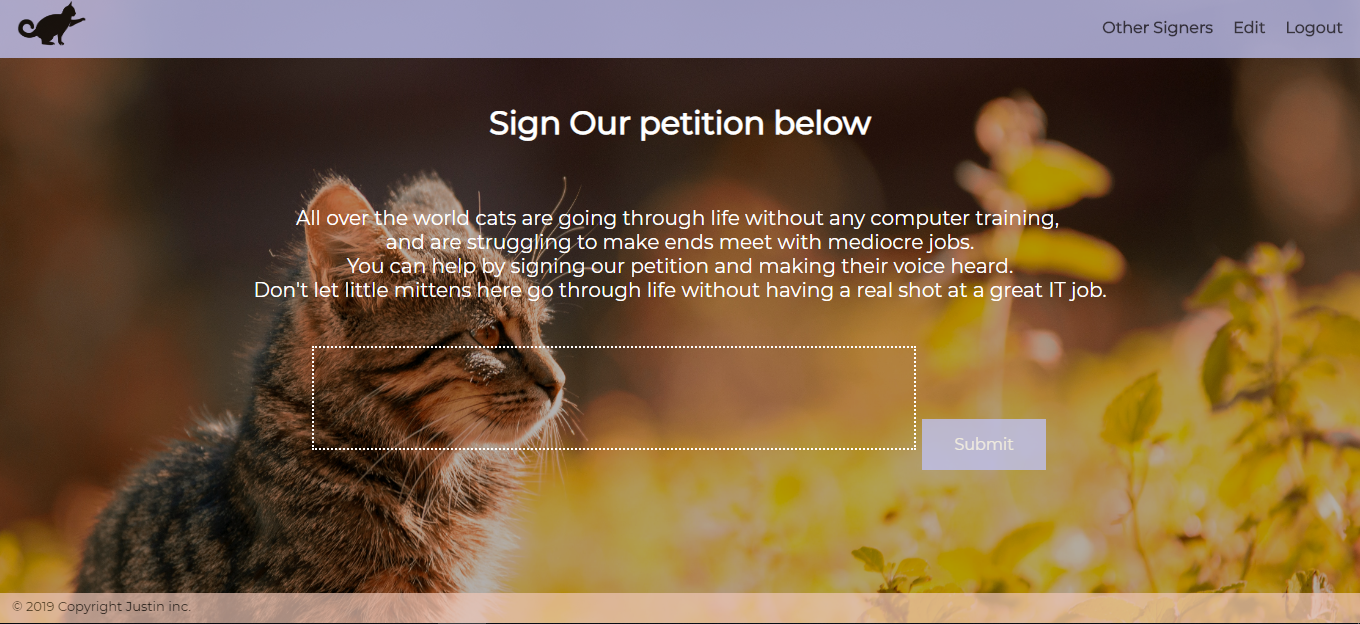 Other Signers Edit Logout
Sign Our petition below
All over the world cats are going through life without any computer training,
and are struggling to make ends meet with mediocre jobs.
You can help by signing our petition and making their voice heard.
Don't let little mittens here go through life without having a real shot at a great IT job.
Submit
© 2019 Copyright Justin inc.